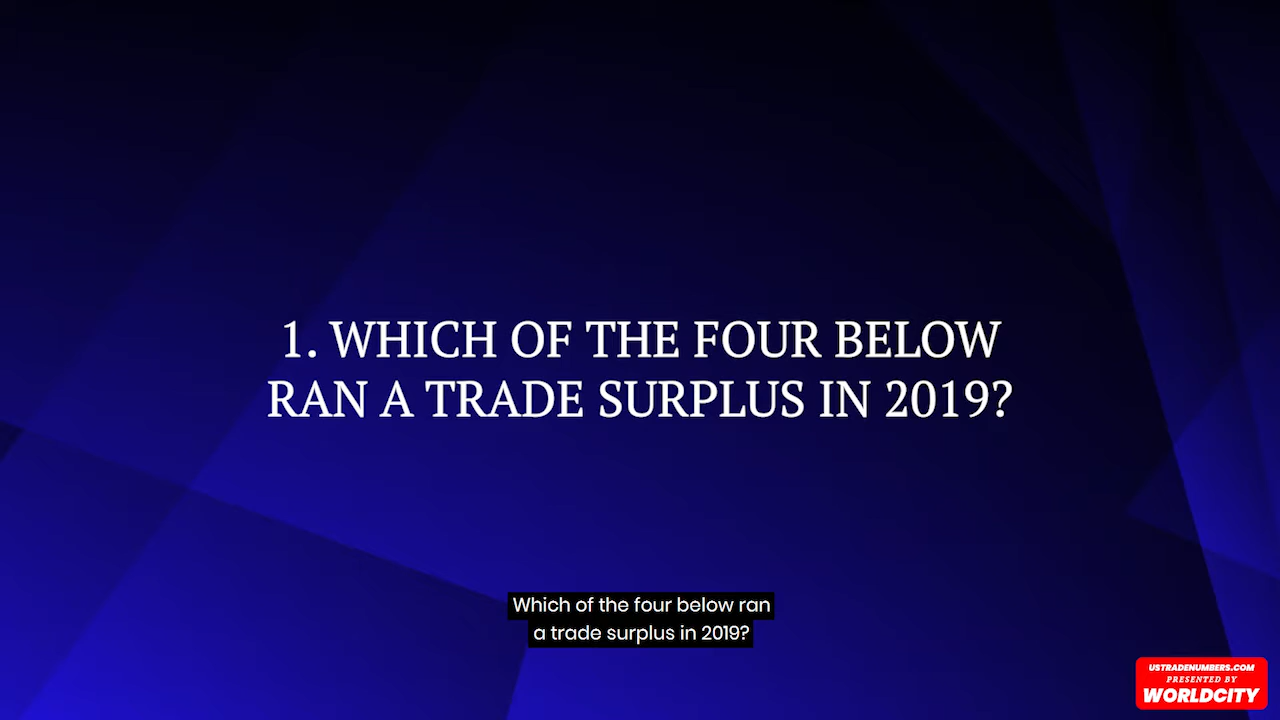 1. WHICH OF THE FOUR BELOW
RAN A TRADE SURPLUS IN 2019?
Which of the four below ran
a trade surplus in 2019?
USTRADENUMBERS.COM
PRESENTED BY
WORLDCITY